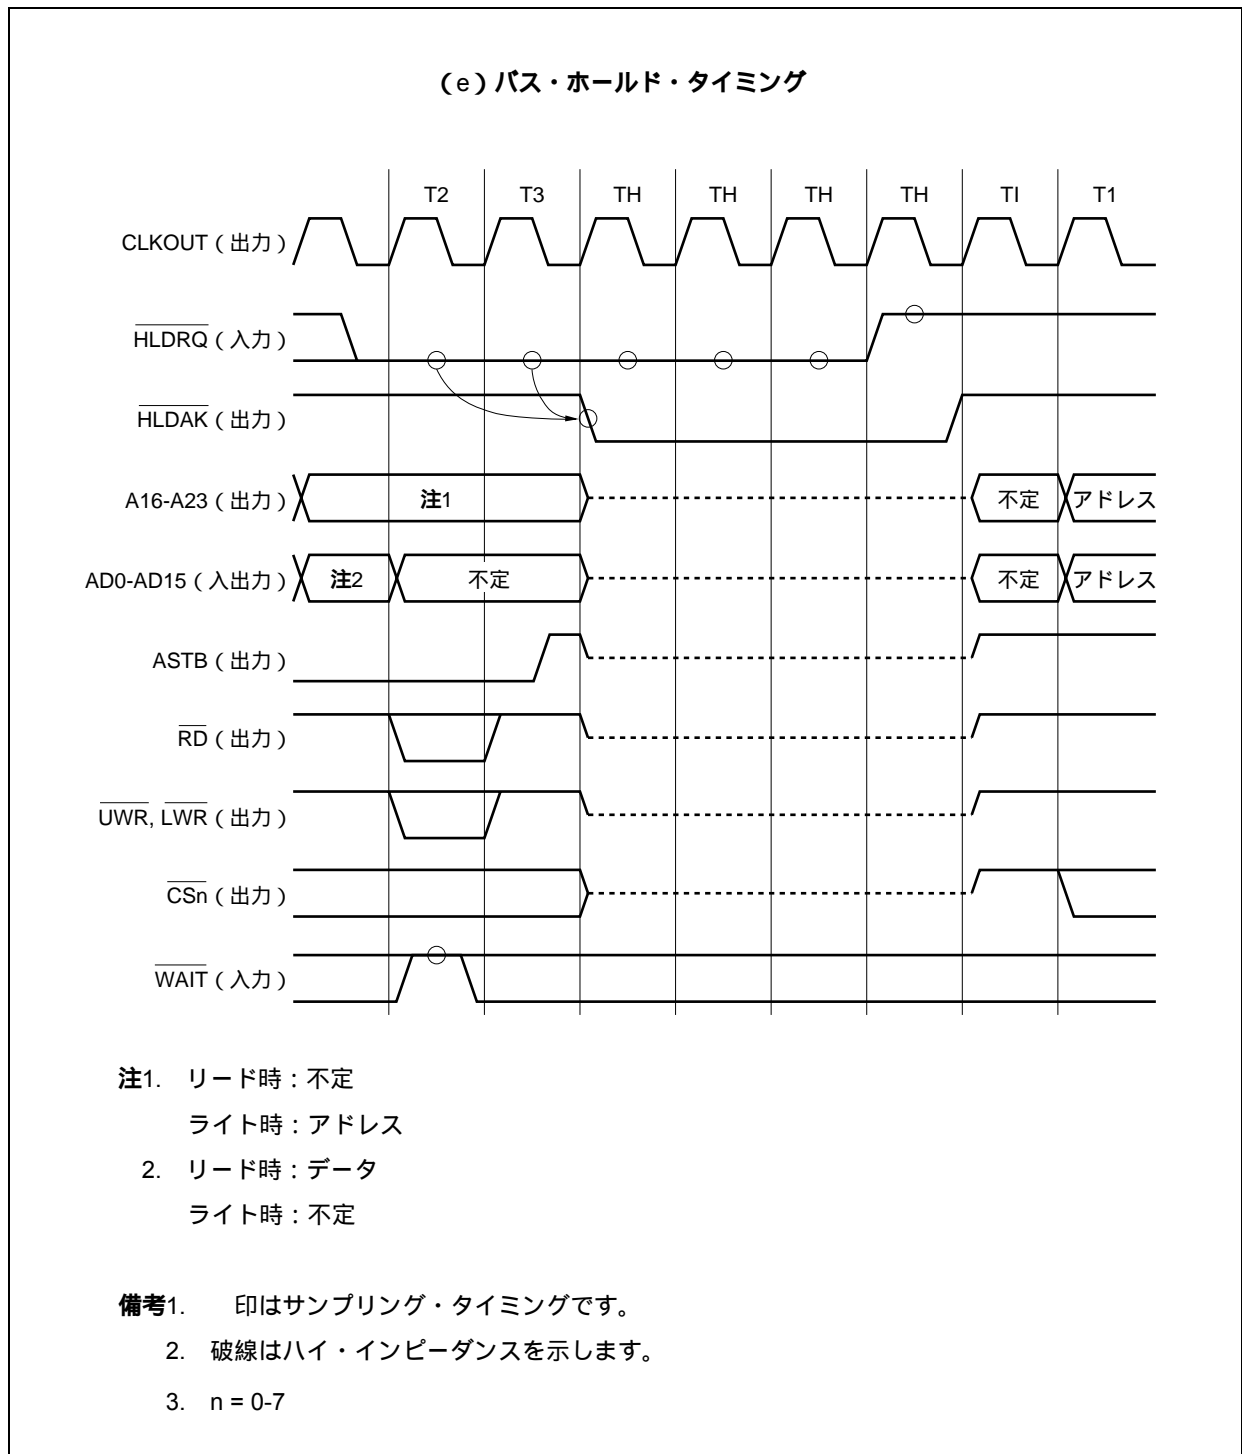 （e）バス・ホールド・タイミング
T2 T3 TH TH TH TH TI T1
CLKOUT（出力）
HLDRQ（入力）
HLDAK（出力）
A16-A23（出力） 注1 不定 アドレス
AD0-AD15（入出力） 注2 不定 不定 アドレス
ASTB（出力）
RD（出力）
UWR, LWR（出力）
CSn（出力）
WAIT（入力）
注1. リード時：不定
ライト時：アドレス
2. リード時：データ
ライト時：不定
備考1. 印はサンプリング・タイミングです。
2. 破線はハイ・インピーダンスを示します。
3. n = 0-7